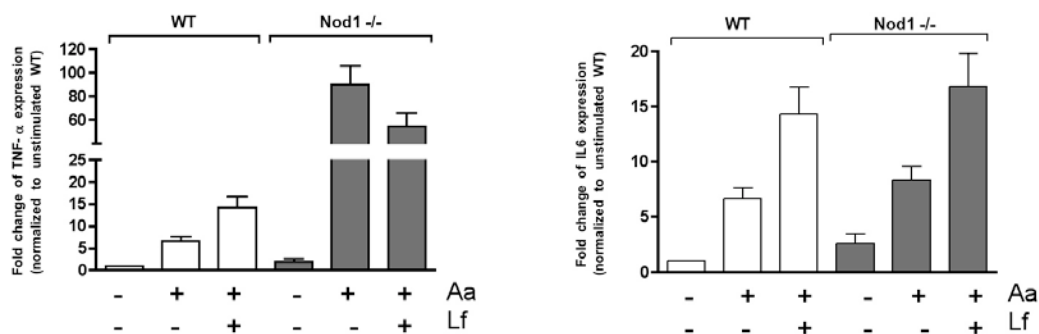 WT
Nod1 -/-
Fold change of TNF- α expression
(normalized to unstimulated WT)
120
100
80
60
25
20
15
10
5
0
- + + - + + Aa
- - + - - + Lf
WT
Nod1 -/-
Fold change of IL6 expression
(normalized to unstimulated WT)
20
15
10
5
0
- + + - + + Aa
- - + - - + Lf